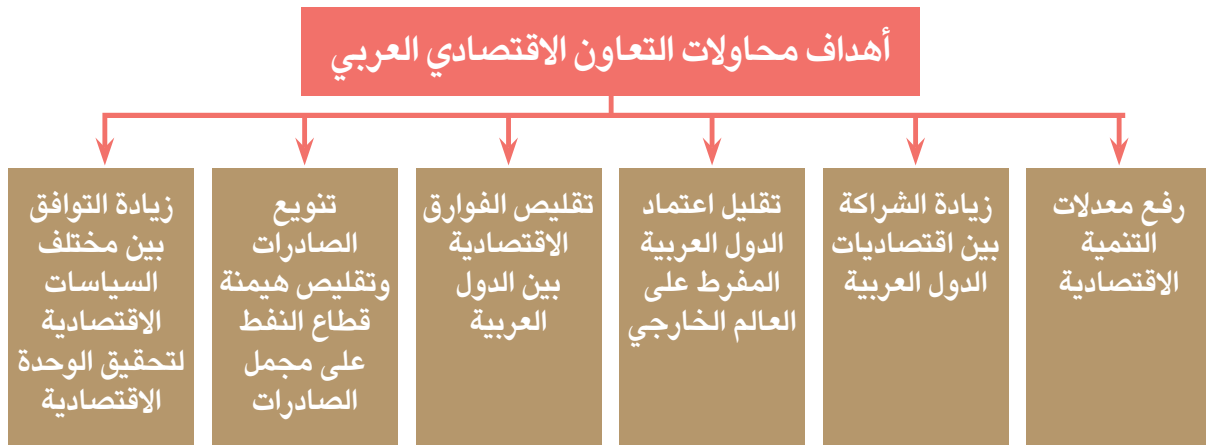 أهداف محاولات التعاون الاقتصادي العربي
رفع معدلات
التنمية
الاقتصادية
زيادة الشراكة
بين اقتصاديات
الدول العربية
تقليل اعتماد
الدول العربية
المفرط على
العالم الخارجي
تقليص الفوارق
الاقتصادية
بين الدول
العربية
تنويع
الصادرات
وتقليص هيمنة
قطاع النفط
على مجمل
الصادرات
زيادة التوافق
بين مختلف
السياسات
الاقتصادية
لتحقيق الوحدة
الاقتصادية